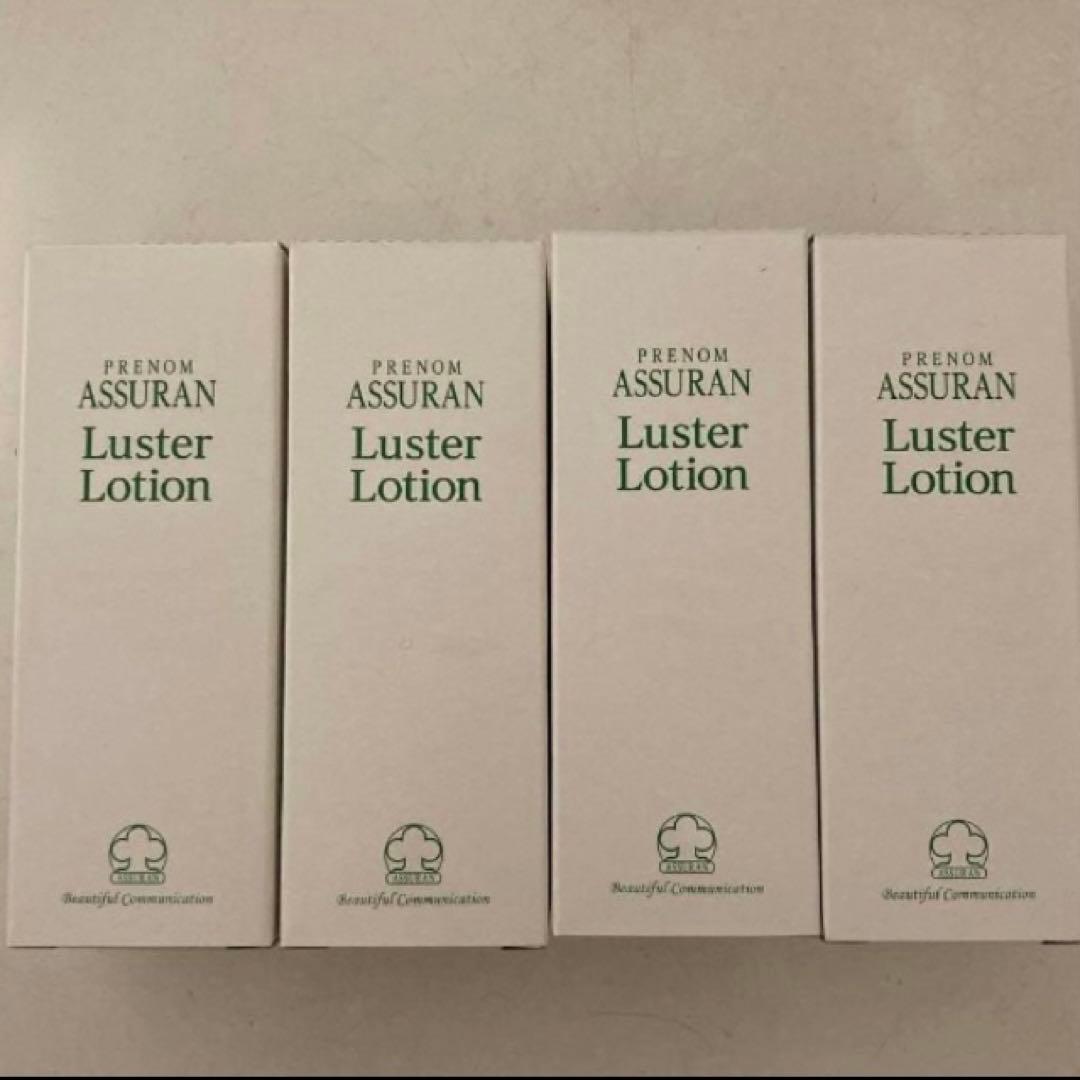 PRENOM
ASSURAN
Luster
Lotion
ASSURAN
Beautiful Communication
PRENOM
ASSURAN
Luster
Lotion
ASSURAN
Beautiful Communication
PRENOM
ASSURAN
Luster
Lotion
ASSURAN
Beautiful Communication
PRENOM
ASSURAN
Luster
Lotion
ASSURAN
Beautiful Communication